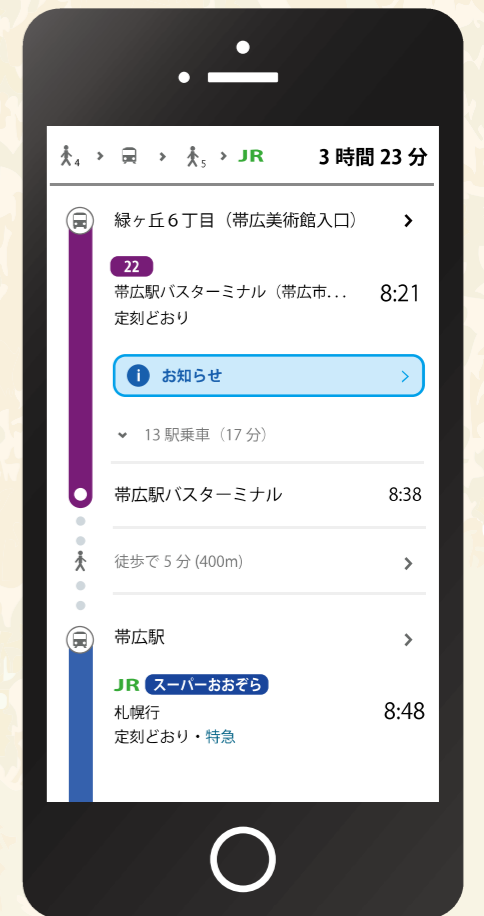 4 › › 5 › JR 3 時間 23 分
緑ヶ丘6丁目（帯広美術館入口）
22
帯広駅バスターミナル（帯広市... 8:21
定刻どおり
i お知らせ
13 駅乗車（17 分）
帯広駅バスターミナル 8:38
徒歩で 5 分 (400m)
帯広駅
JR スーパーおおぞら
札幌行 8:48
定刻どおり・特急